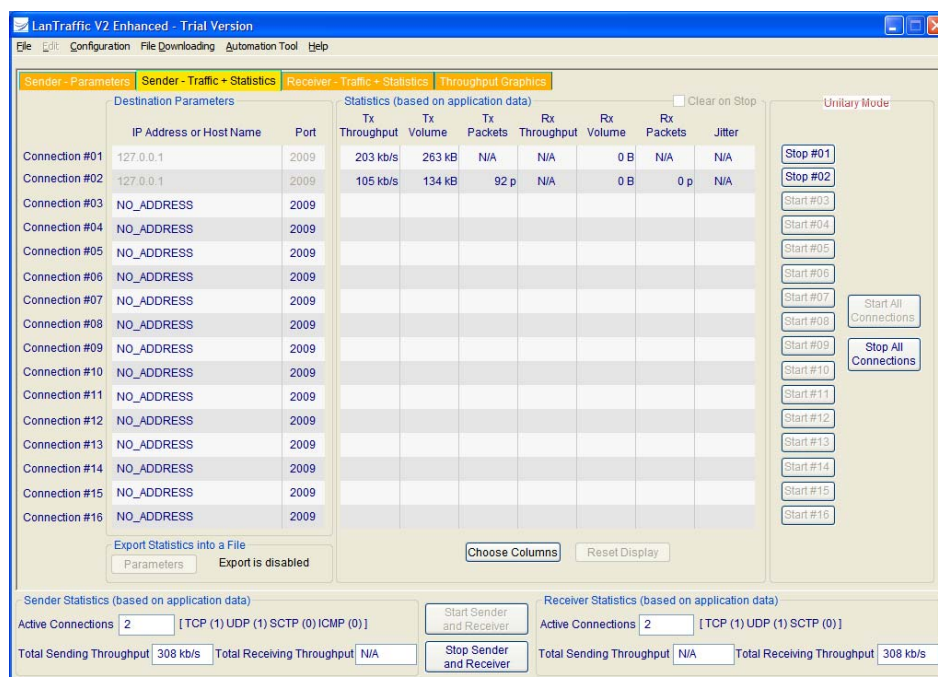 LanTraffic V2 Enhanced - Trial Version
File Edit Configuration File Downloading Automation Tool Help
Sender - Parameters Sender - Traffic + Statistics Receiver - Traffic + Statistics Throughput Graphics
Destination Parameters Statistics (based on application data) Clear on Stop Unitary Mode
Tx Tx Tx Rx Rx Rx
IP Address or Host Name Port Throughput Volume Packets Throughput Volume Packets Jitter
Connection #01 127.0.0.1 2009 203 kb/s 263 kB N/A N/A 0 B N/A N/A Stop #01
Connection #02 127.0.0.1 2009 105 kb/s 134 kB 92 p N/A 0 B 0 p N/A Stop #02
Connection #03 NO_ADDRESS 2009 Start #03
Connection #04 NO_ADDRESS 2009 Start #04
Connection #05 NO_ADDRESS 2009 Start #05
Connection #06 NO_ADDRESS 2009 Start #06
Connection #07 NO_ADDRESS 2009 Start #07 Start All
Connection #08 NO_ADDRESS 2009 Start #08 Connections
Connection #09 NO_ADDRESS 2009 Start #09 Stop All
Connection #10 NO_ADDRESS 2009 Start #10 Connections
Connection #11 NO_ADDRESS 2009 Start #11
Connection #12 NO_ADDRESS 2009 Start #12
Connection #13 NO_ADDRESS 2009 Start #13
Connection #14 NO_ADDRESS 2009 Start #14
Connection #15 NO_ADDRESS 2009 Start #15
Connection #16 NO_ADDRESS 2009 Start #16
Export Statistics into a File
Parameters Export is disabled Choose Columns Reset Display
Sender Statistics (based on application data) Receiver Statistics (based on application data)
Active Connections 2 [ TCP (1) UDP (1) SCTP (0) ICMP (0) ] Start Sender and Receiver Active Connections 2 [ TCP (1) UDP (1) SCTP (0) ]
Total Sending Throughput 308 kb/s Total Receiving Throughput N/A Stop Sender and Receiver Total Sending Throughput N/A Total Receiving Throughput 308 kb/s